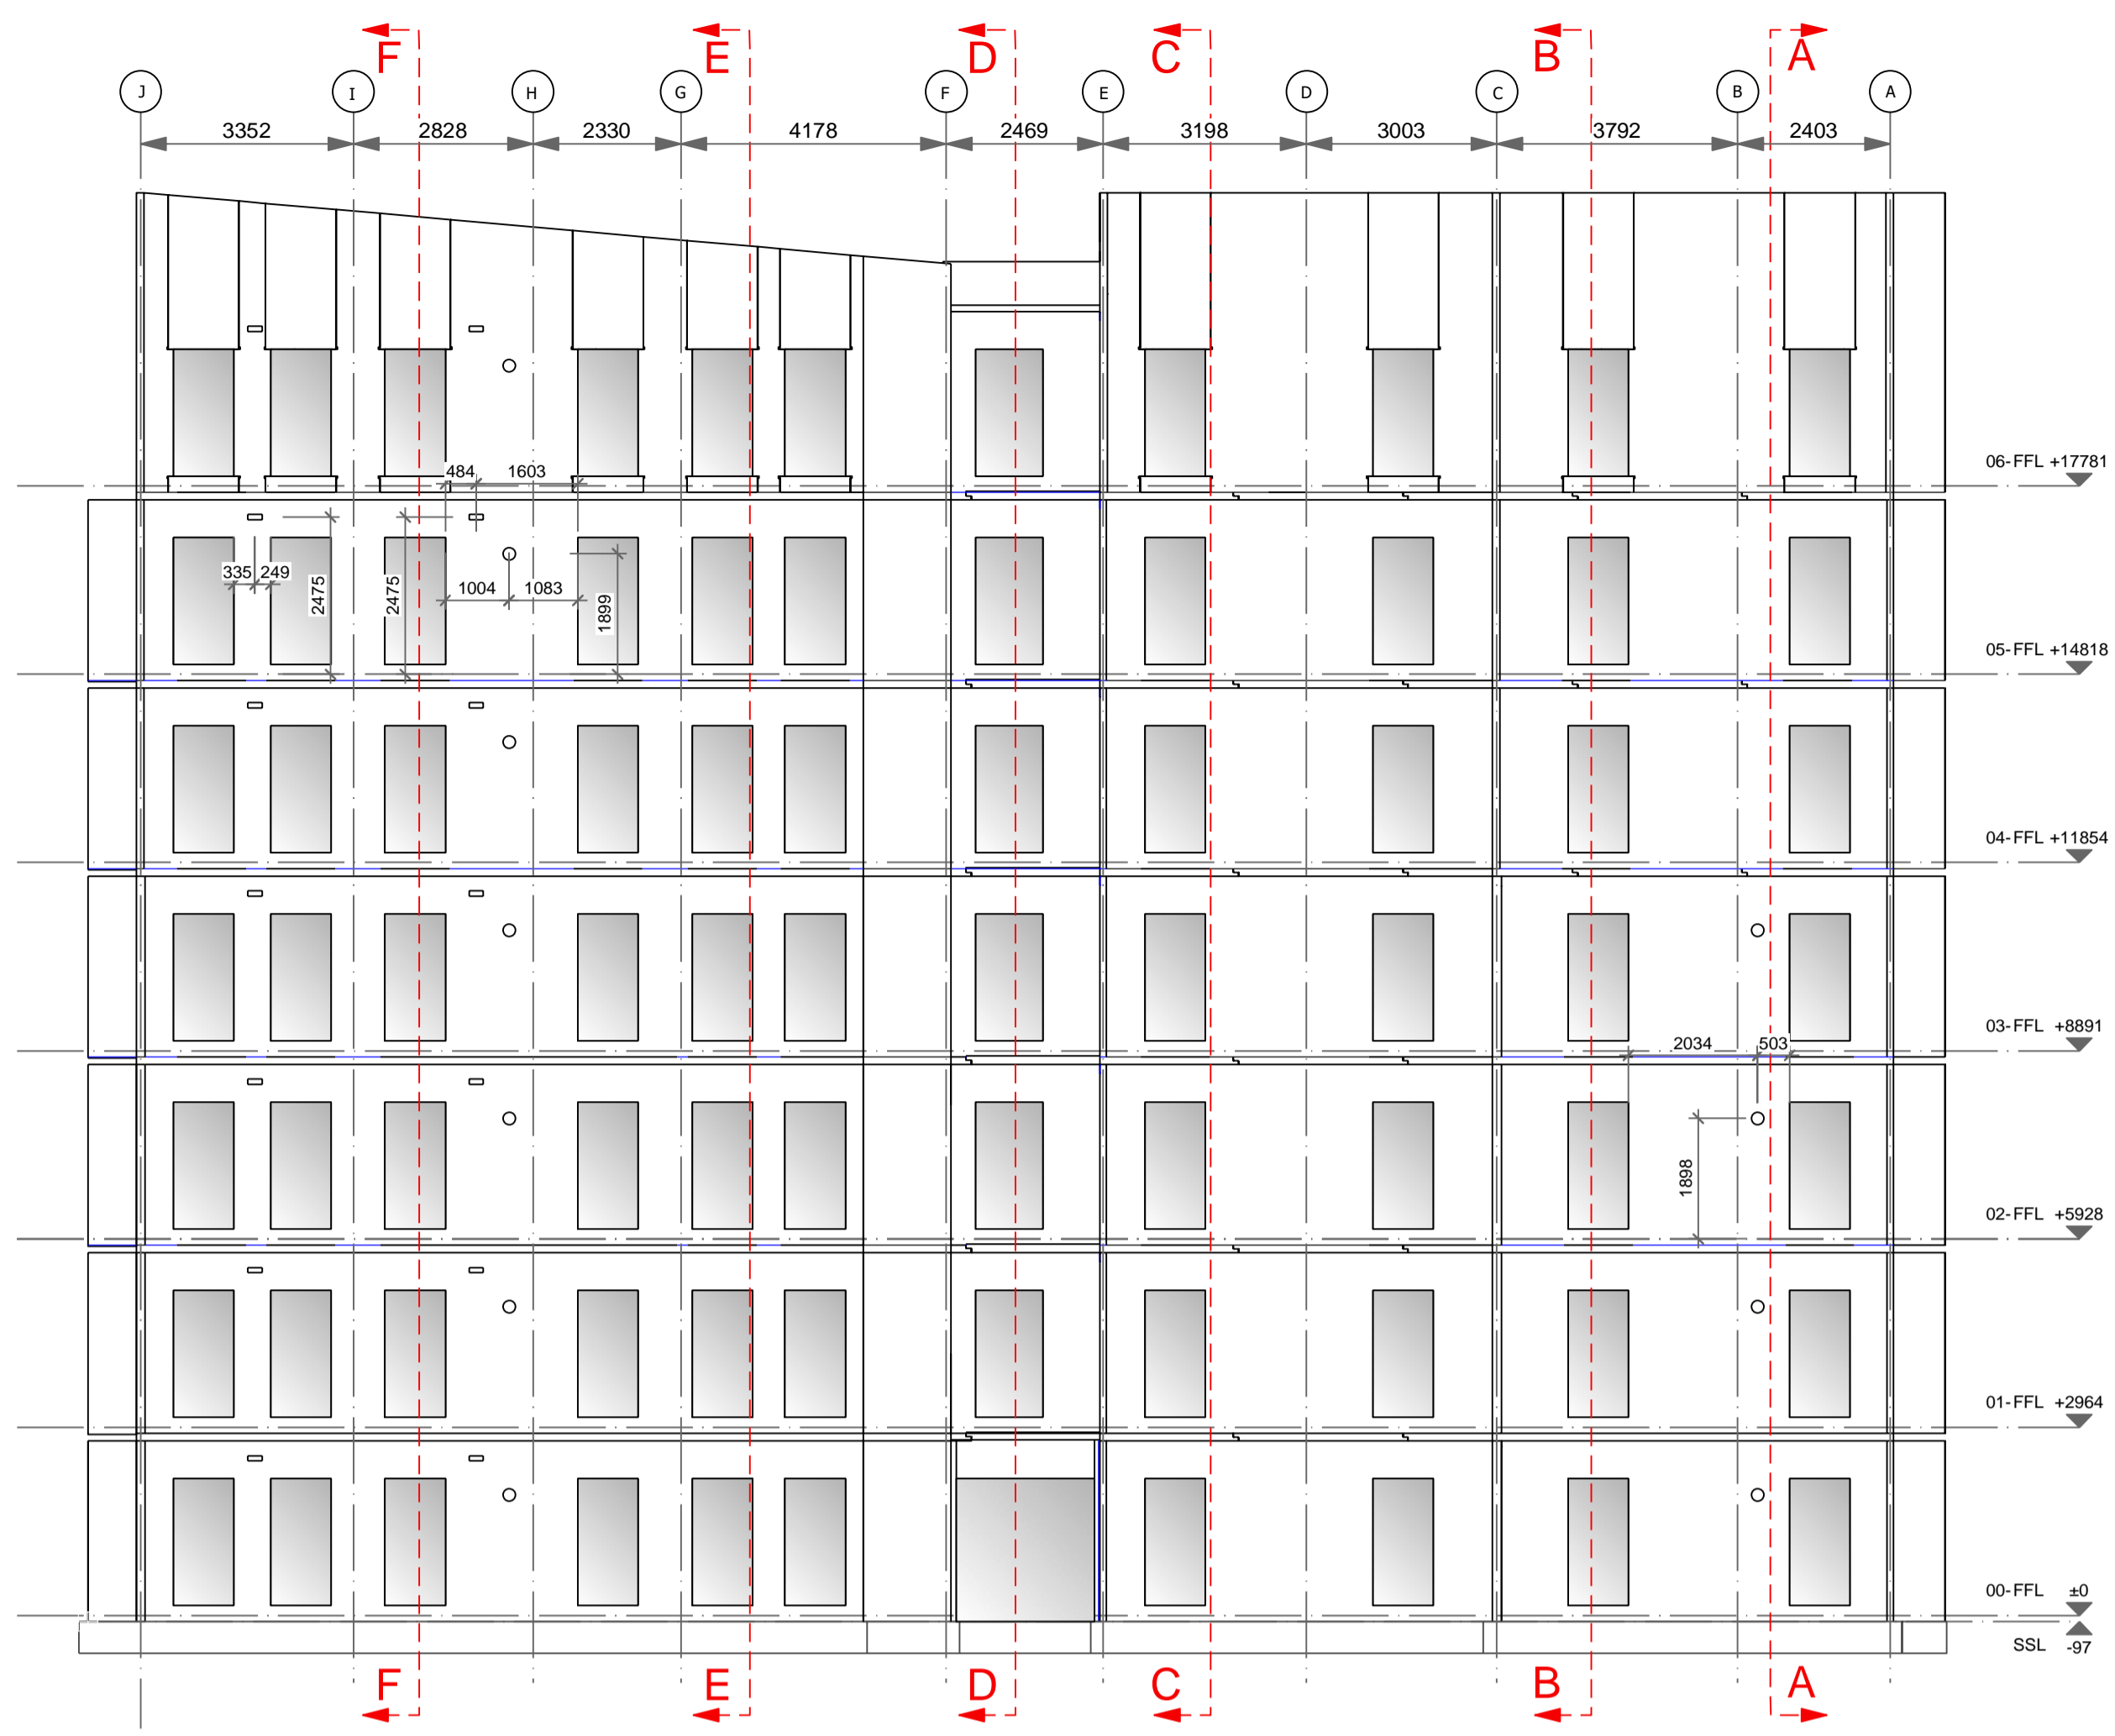 F E D C B A
J I H G F E D C B A
3352 2828 2330 4178 2469 3198 3003 3792 2403
06-FFL +17781
484 1603
335 249 2475 2475 1004 1083 1899
05-FFL +14818
04-FFL +11854
03-FFL +8891
2034 503
1898
02-FFL +5928
01-FFL +2964
00-FFL ±0
SSL -97
F E D C B A